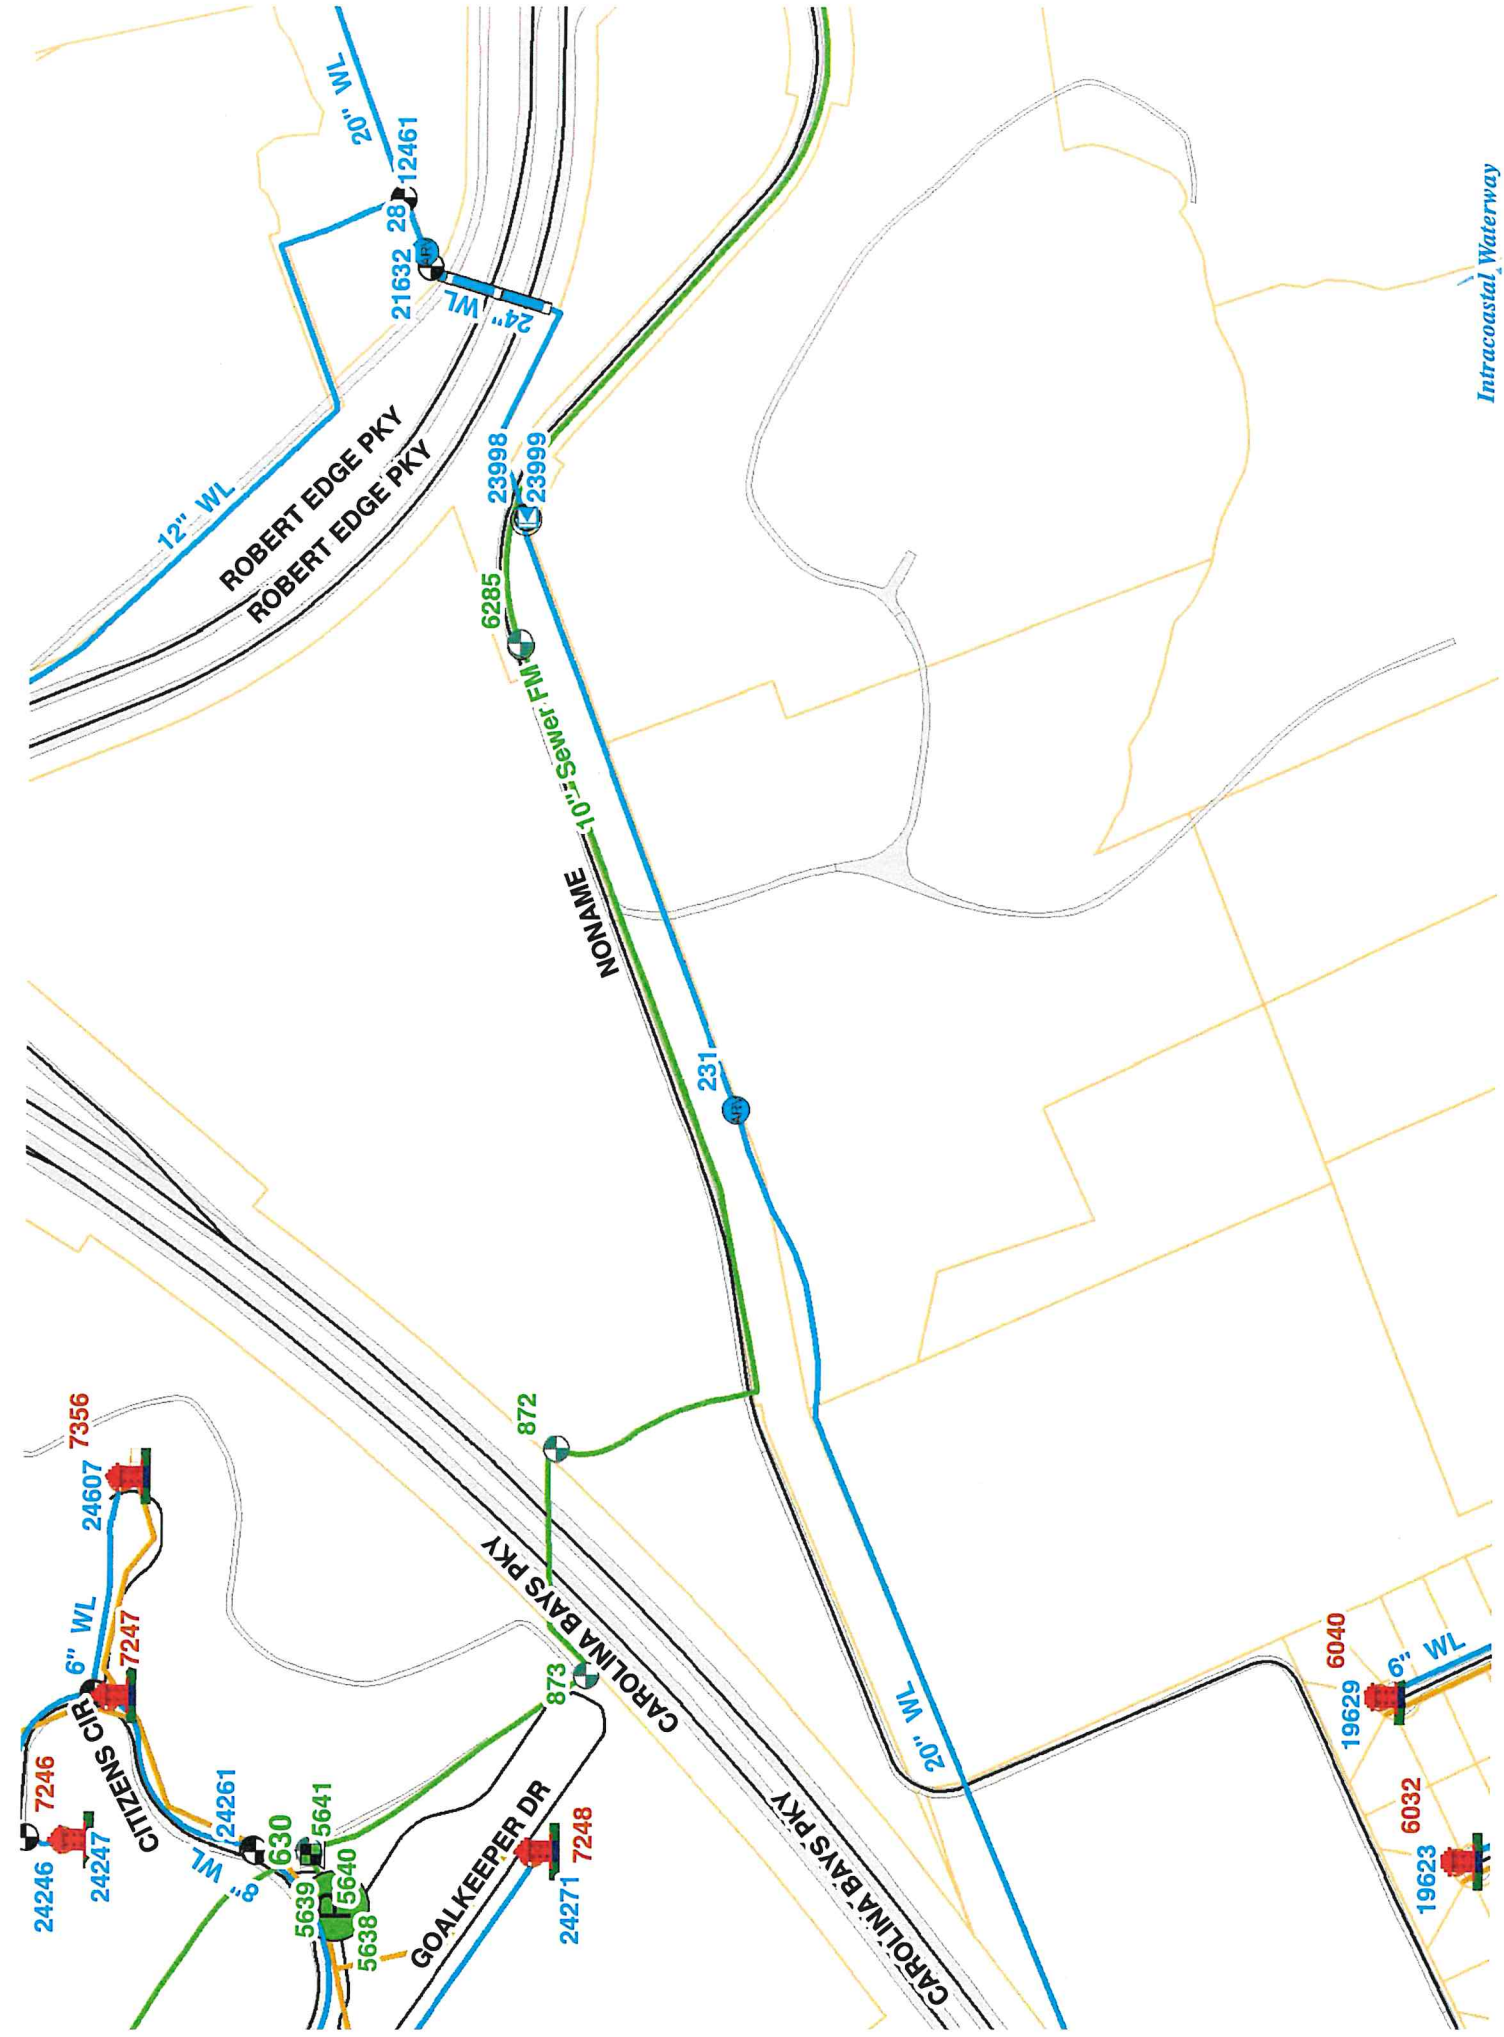 20" WL
12461
28
21632
24" WL
12" WL
ROBERT EDGE PKY
ROBERT EDGE PKY
23998
23999
6285
10" Sewer FM
NONAME
231
ARV
ARV
Intracoastal Waterway
872
873
CAROLINA BAYS PKY
CAROLINA BAYS PKY
20" WL
7356
24607
6" WL
7247
CITIZENS CIR
7246
24246
24247
24261
8" WL
630
5641
5640
5639
5638
GOALKEEPER DR
7248
24271
6040
19629
6" WL
6032
19623